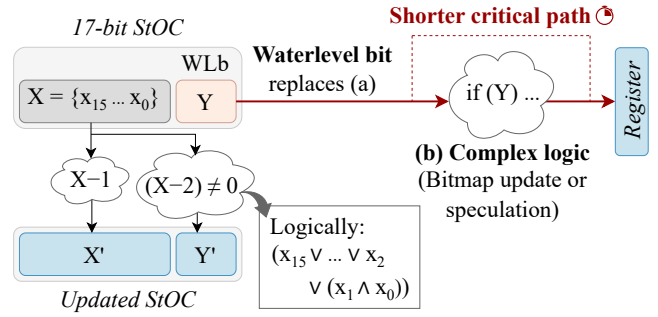 17-bit StOC
Shorter critical path
WLb
Waterlevel bit
replaces (a)
X = {x₁₅ ... x₀}
Y
if (Y) ...
Register
(b) Complex logic
(Bitmap update or
speculation)
X−1
(X−2) ≠ 0
Logically:
(x₁₅ ∨ ... ∨ x₂
∨ (x₁ ∧ x₀))
X'
Y'
Updated StOC